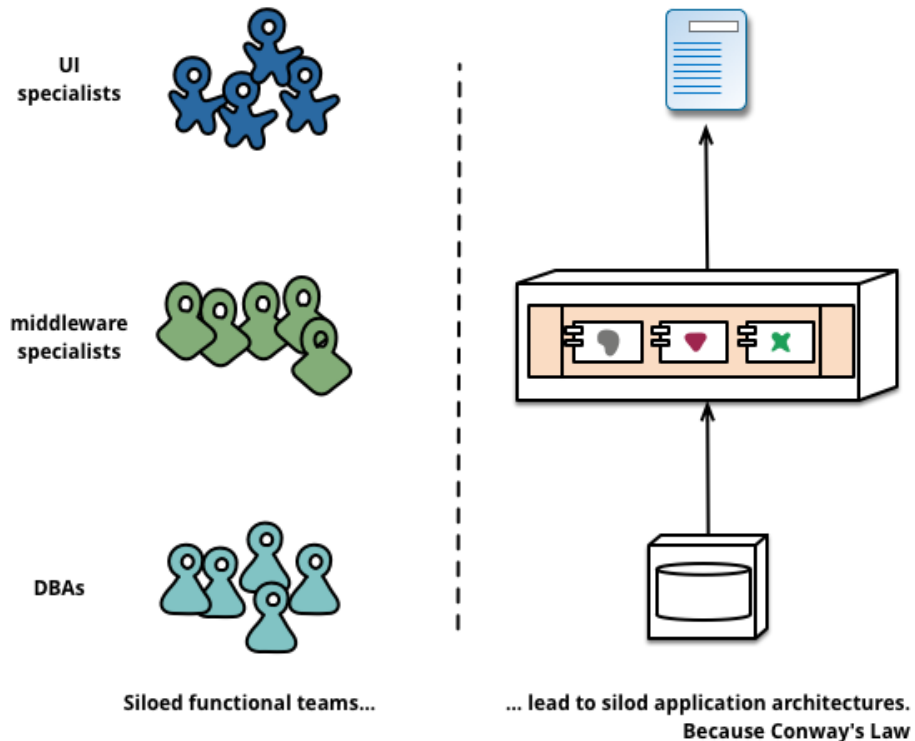 UI
specialists
middleware
specialists
DBAs
Siloed functional teams...
... lead to silod application architectures.
Because Conway's Law